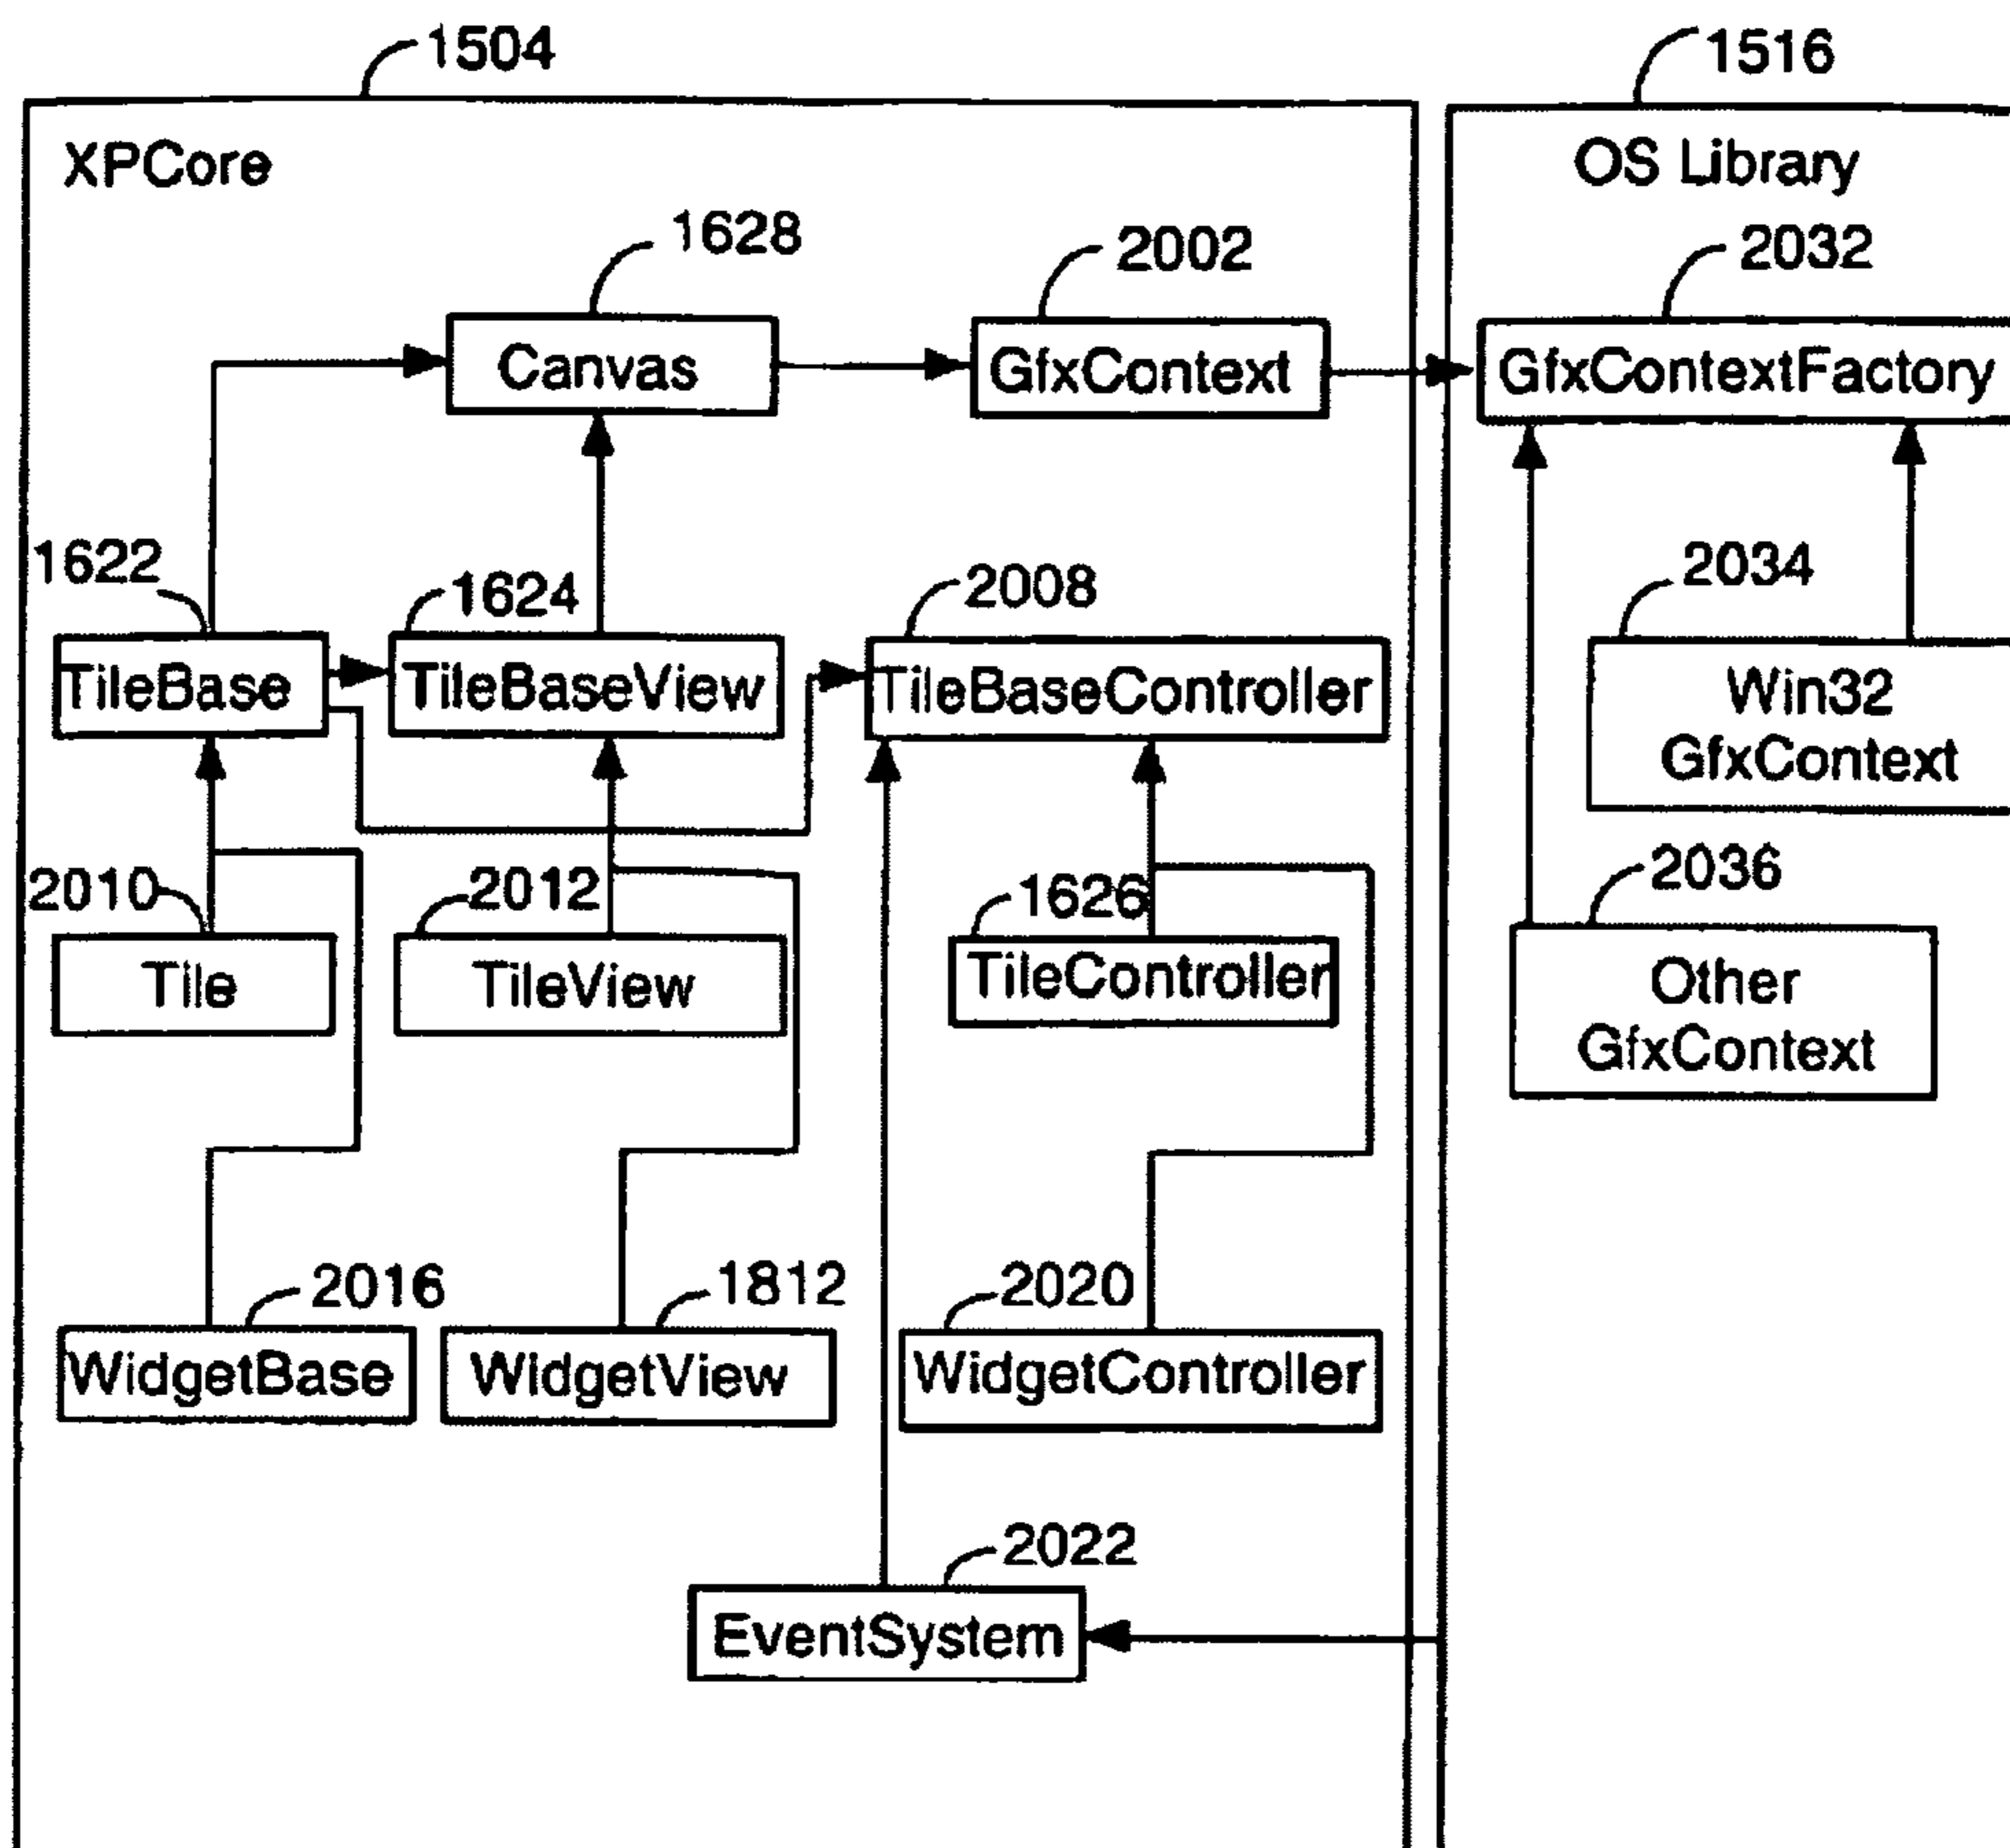 1504
1516
XPCore
OS Library
1628
2002
2032
Canvas
GfxContext
GfxContextFactory
1622
1624
2008
2034
TileBase
TileBaseView
TileBaseController
Win32
GfxContext
2010
2012
1626
2036
Tile
TileView
TileController
Other
GfxContext
2016
1812
2020
WidgetBase
WidgetView
WidgetController
2022
EventSystem